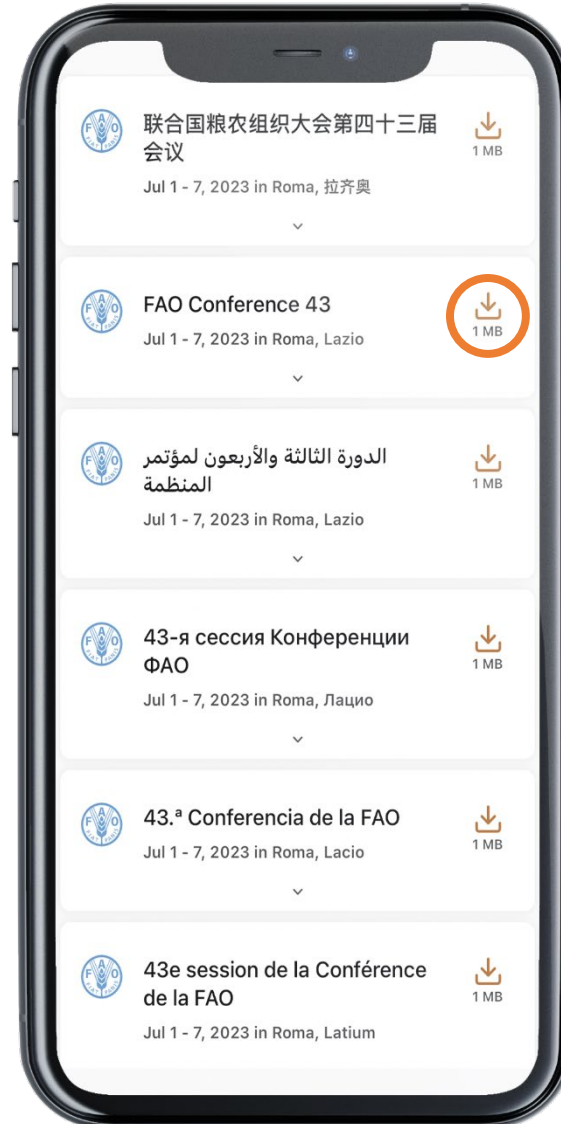 联合国粮农组织大会第四十三届
会议
1 MB
Jul 1 - 7, 2023 in Roma, 拉齐奥
FAO Conference 43
1 MB
Jul 1 - 7, 2023 in Roma, Lazio
الدورة الثالثة والأربعون لمؤتمر
المنظمة
1 MB
Jul 1 - 7, 2023 in Roma, Lazio
43-я сессия Конференции
ФАО
1 MB
Jul 1 - 7, 2023 in Roma, Лацио
43.ª Conferencia de la FAO
1 MB
Jul 1 - 7, 2023 in Roma, Lacio
43e session de la Conférence
de la FAO
1 MB
Jul 1 - 7, 2023 in Roma, Latium